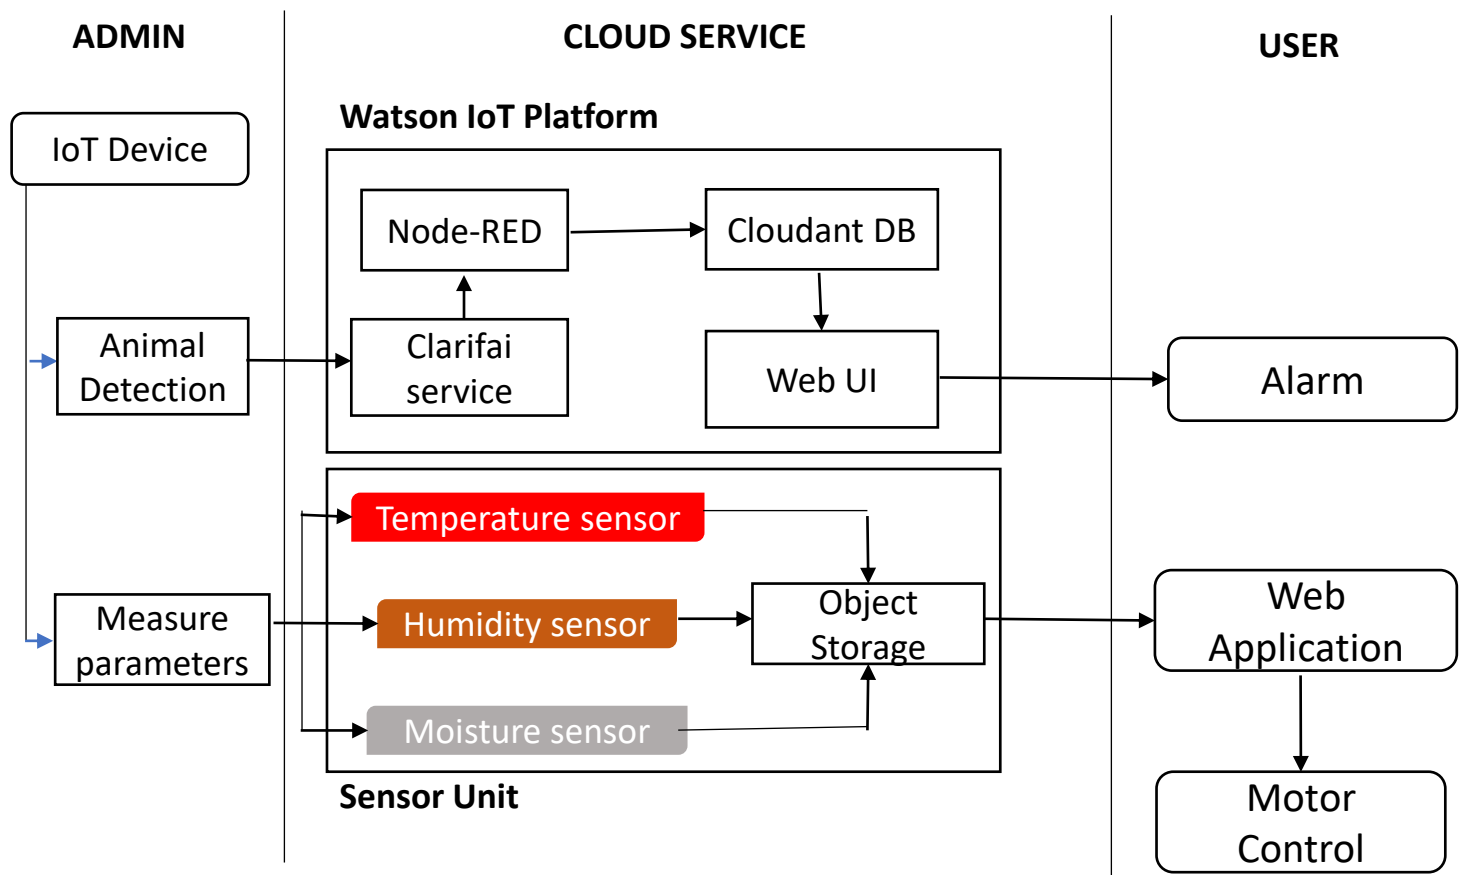 ADMIN
CLOUD SERVICE
USER
Watson IoT Platform
IoT Device
Node-RED
Cloudant DB
Animal
Detection
Clarifai
service
Web UI
Alarm
Temperature sensor
Measure
parameters
Humidity sensor
Object
Storage
Web
Application
Moisture sensor
Sensor Unit
Motor
Control